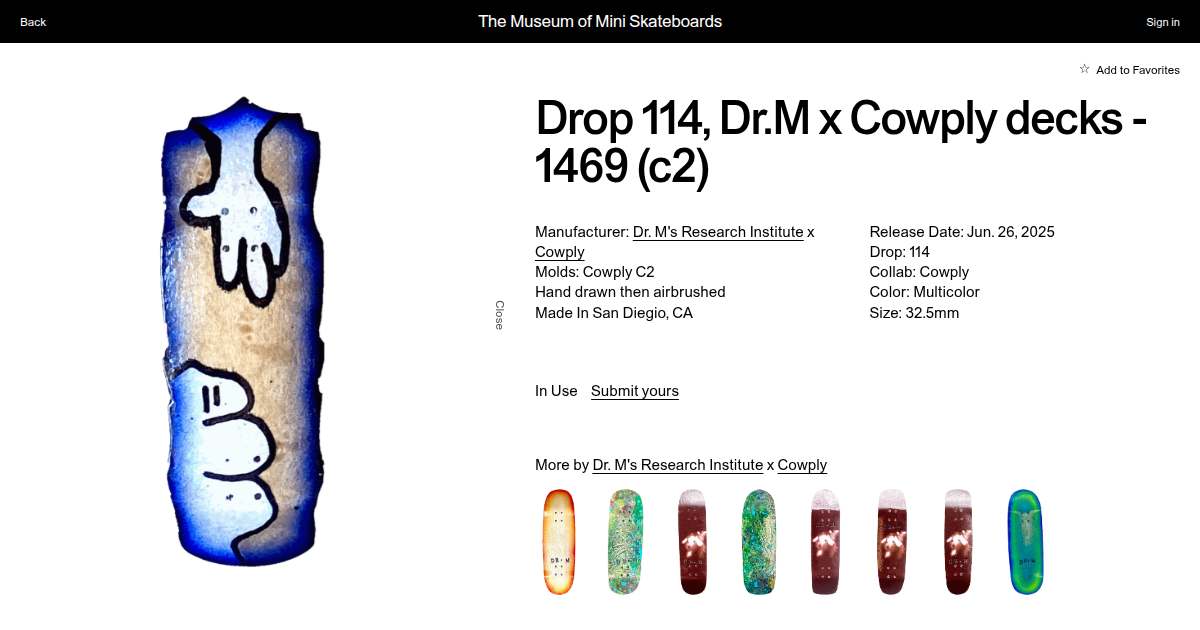 Back
The Museum of Mini Skateboards
Sign in
☆ Add to Favorites
Drop 114, Dr.M x Cowply decks -
1469 (c2)
Manufacturer: Dr. M's Research Institute x
Cowply
Molds: Cowply C2
Hand drawn then airbrushed
Made In San Diegio, CA
Release Date: Jun. 26, 2025
Drop: 114
Collab: Cowply
Color: Multicolor
Size: 32.5mm
Close
In Use Submit yours
More by Dr. M's Research Institute x Cowply